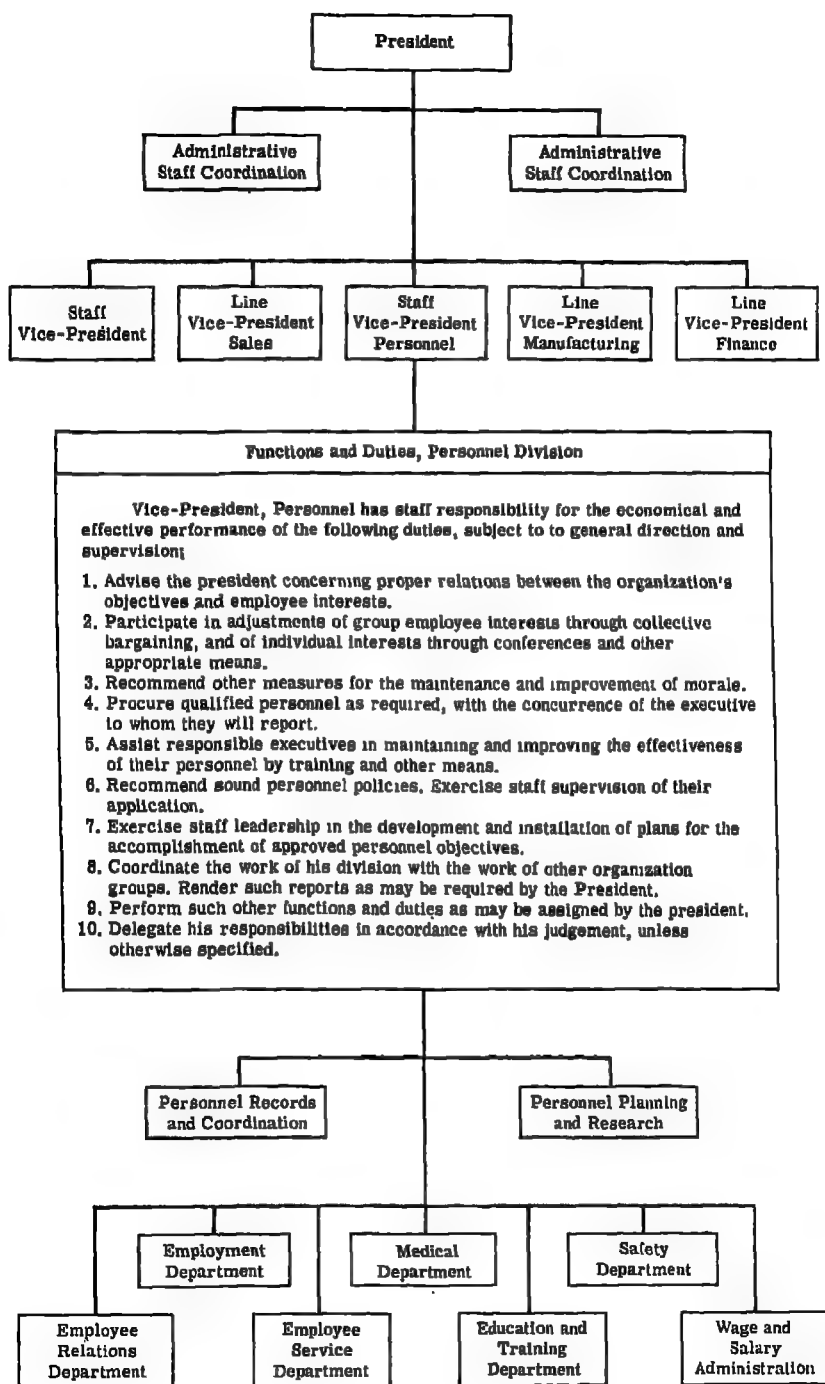 President
Administrative
Staff Coordination
Administrative
Staff Coordination
Staff
Vice-President
Line
Vice-President
Sales
Staff
Vice-President
Personnel
Line
Vice-President
Manufacturing
Line
Vice-President
Finance
Functions and Duties, Personnel Division
Vice-President, Personnel has staff responsibility for the economical and
effective performance of the following duties, subject to to general direction and
supervision;
1. Advise the president concerning proper relations between the organization's
objectives and employee interests.
2. Participate in adjustments of group employee interests through collective
bargaining, and of individual interests through conferences and other
appropriate means.
3. Recommend other measures for the maintenance and improvement of morale.
4. Procure qualified personnel as required, with the concurrence of the executive
to whom they will report.
5. Assist responsible executives in maintaining and improving the effectiveness
of their personnel by training and other means.
6. Recommend sound personnel policies. Exercise staff supervision of their
application.
7. Exercise staff leadership in the development and installation of plans for the
accomplishment of approved personnel objectives.
8. Coordinate the work of his division with the work of other organization
groups. Render such reports as may be required by the President.
9. Perform such other functions and duties as may be assigned by the president.
10. Delegate his responsibilities in accordance with his judgement, unless
otherwise specified.
Personnel Records
and Coordination
Personnel Planning
and Research
Employment
Department
Medical
Department
Safety
Department
Employee
Relations
Department
Employee
Service
Department
Education and
Training
Department
Wage and
Salary
Administration